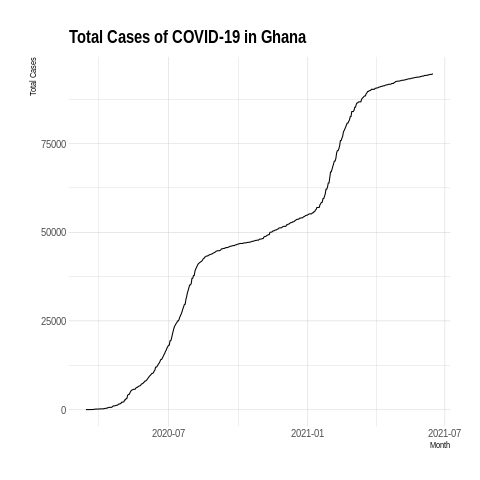 Total Cases of COVID-19 in Ghana
Total Cases
75000
50000
25000
0
2020-07
2021-01
2021-07
Month